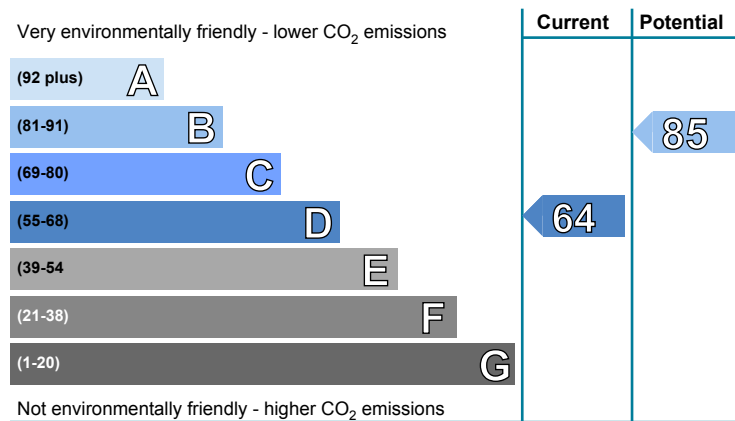 Very environmentally friendly - lower CO2 emissions
Current
Potential
(92 plus) A
(81-91) B
85
(69-80) C
(55-68) D
64
(39-54 E
(21-38) F
(1-20) G
Not environmentally friendly - higher CO2 emissions